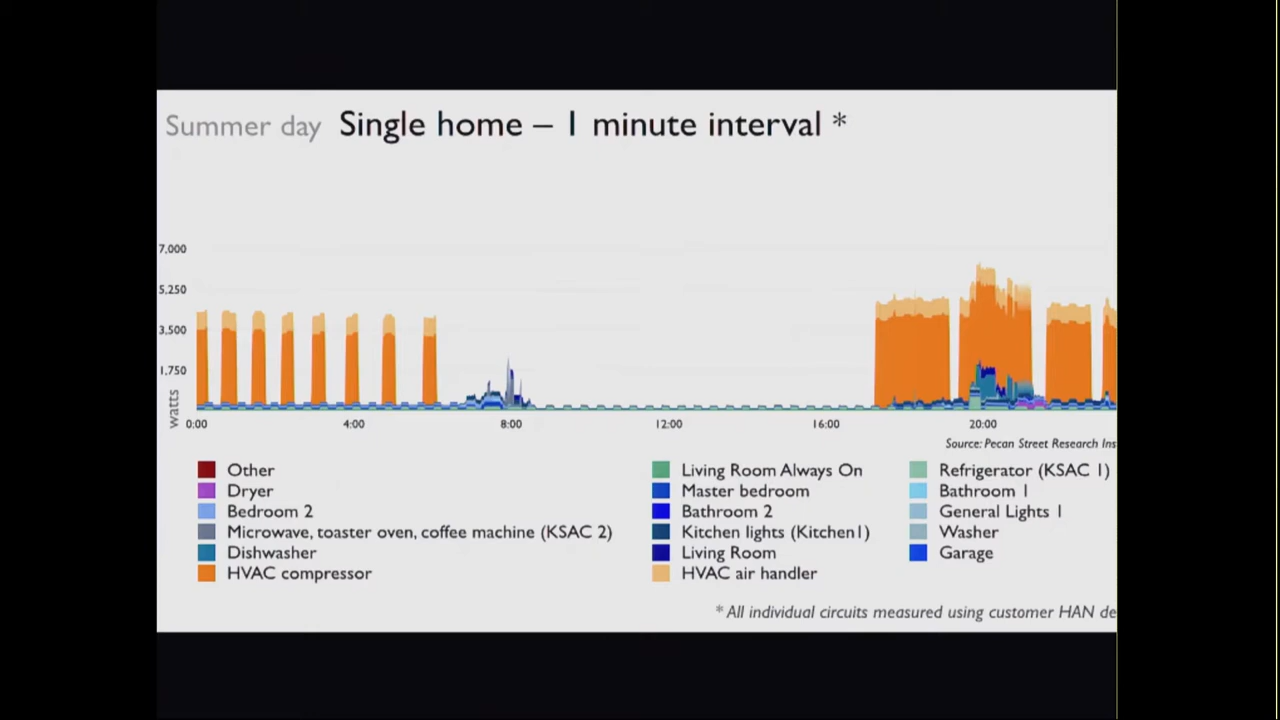 Summer day Single home – 1 minute interval *
7,000
5,250
3,500
1,750
watts
0:00 4:00 8:00 12:00 16:00 20:00
Source: Pecan Street Research Ins
Other
Dryer
Bedroom 2
Microwave, toaster oven, coffee machine (KSAC 2)
Dishwasher
HVAC compressor
Living Room Always On
Master bedroom
Bathroom 2
Kitchen lights (Kitchen1)
Living Room
HVAC air handler
Refrigerator (KSAC 1)
Bathroom 1
General Lights 1
Washer
Garage
* All individual circuits measured using customer HAN de